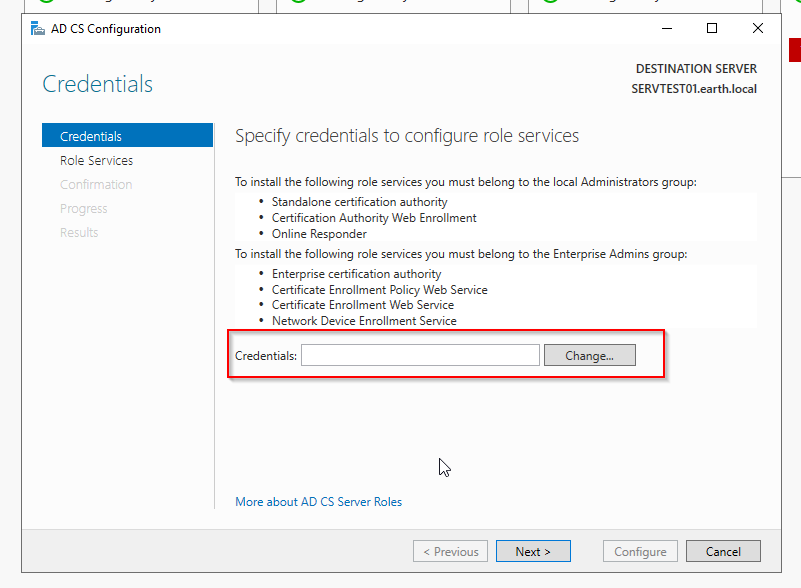 AD CS Configuration
Credentials
DESTINATION SERVER
SERVTEST01.earth.local
Credentials
Role Services
Confirmation
Progress
Results
Specify credentials to configure role services
To install the following role services you must belong to the local Administrators group:
• Standalone certification authority
• Certification Authority Web Enrollment
• Online Responder
To install the following role services you must belong to the Enterprise Admins group:
• Enterprise certification authority
• Certificate Enrollment Policy Web Service
• Certificate Enrollment Web Service
• Network Device Enrollment Service
Credentials:
Change...
More about AD CS Server Roles
< Previous
Next >
Configure
Cancel